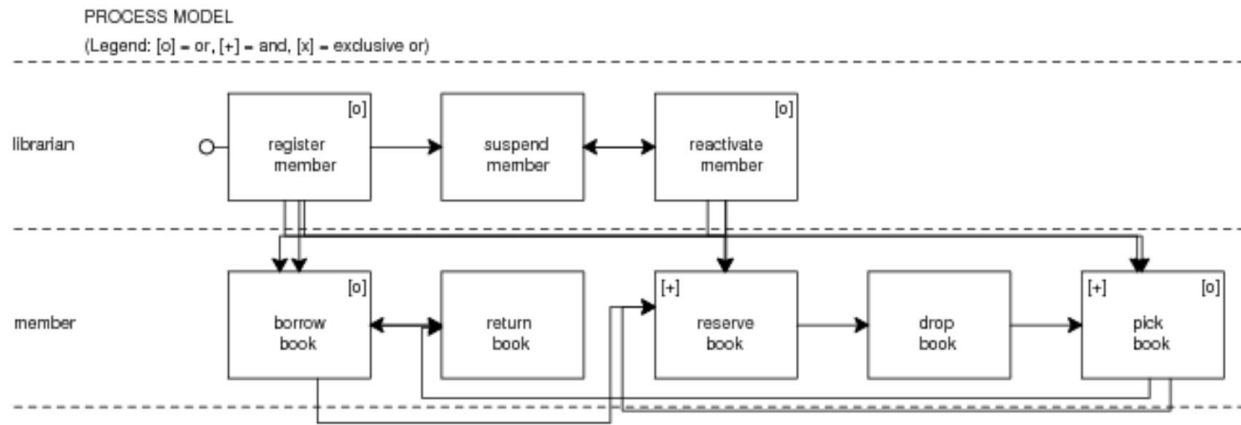 PROCESS MODEL
(Legend: [o] = or, [+] = and, [x] = exclusive or)
[o]
[o]
librarian
register
member
suspend
member
reactivate
member
[o]
[+]
[+]
[o]
member
borrow
book
return
book
reserve
book
drop
book
pick
book